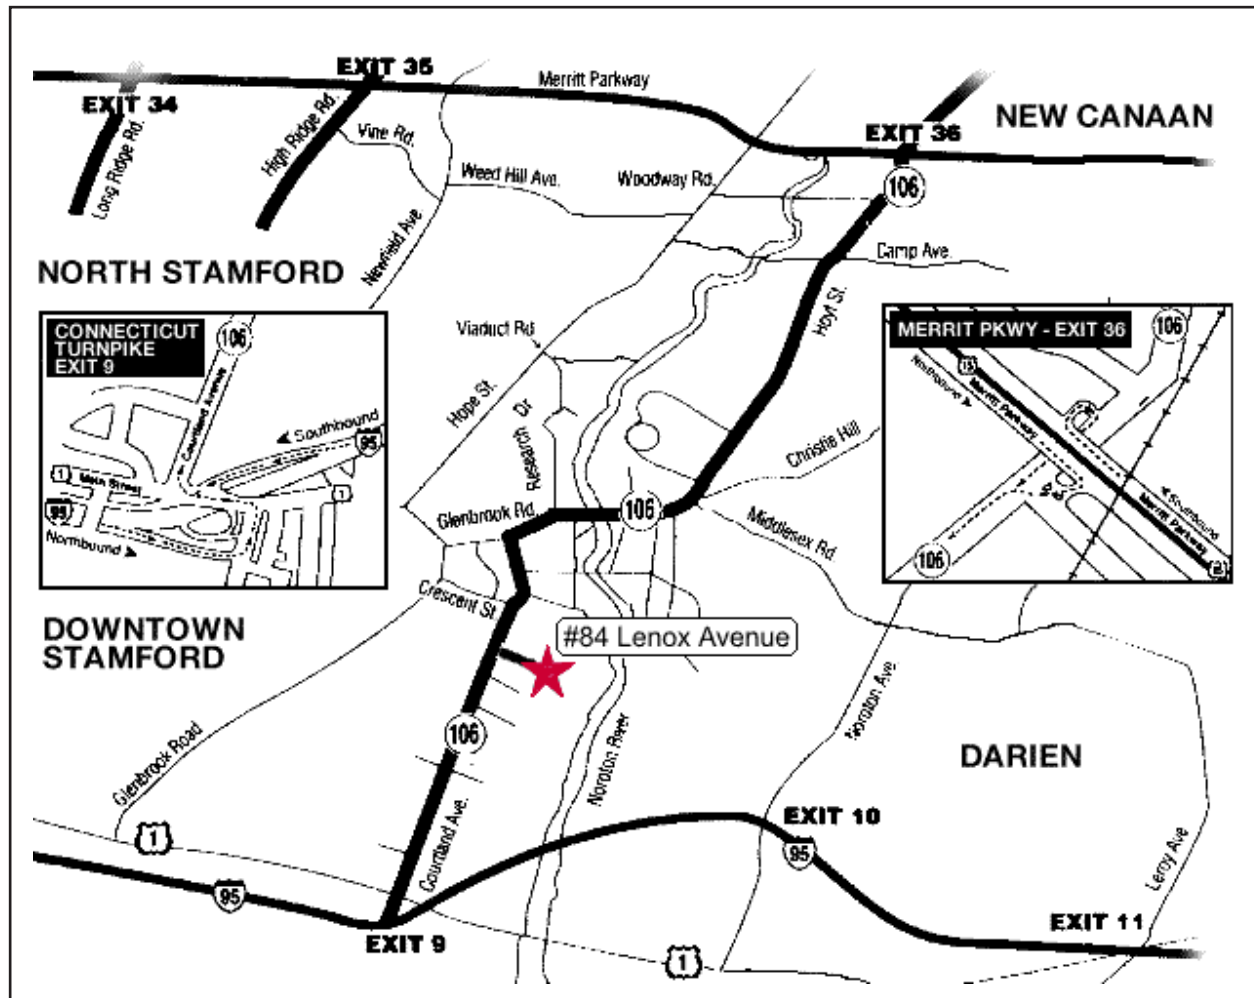 EXIT 35
Merritt Parkway
EXIT 34
EXIT 36
NEW CANAAN
Long Ridge Rd.
High Ridge Rd.
Vine Rd.
Weed Hill Ave.
Woodway Rd.
106
Newfield Ave
Camp Ave.
NORTH STAMFORD
Hoyt St.
Viaduct Rd
Hope St.
Research Dr
Christie Hill
Glenbrook Rd.
106
Middlesex Rd.
CONNECTICUT
TURNPIKE
EXIT 9
106
Courtland Avenue
Southbound
95
1
Main Street
1
95
Northbound
MERRIT PKWY - EXIT 36
106
15
Northbound
Merritt Parkway
Southbound
Merritt Parkway
106
Crescent St.
#84 Lenox Avenue
DOWNTOWN
STAMFORD
106
Glenbrook Road
Noroton River
Noroton Ave.
DARIEN
1
Courtland Ave.
EXIT 10
95
Leroy Ave
95
EXIT 9
EXIT 11
1